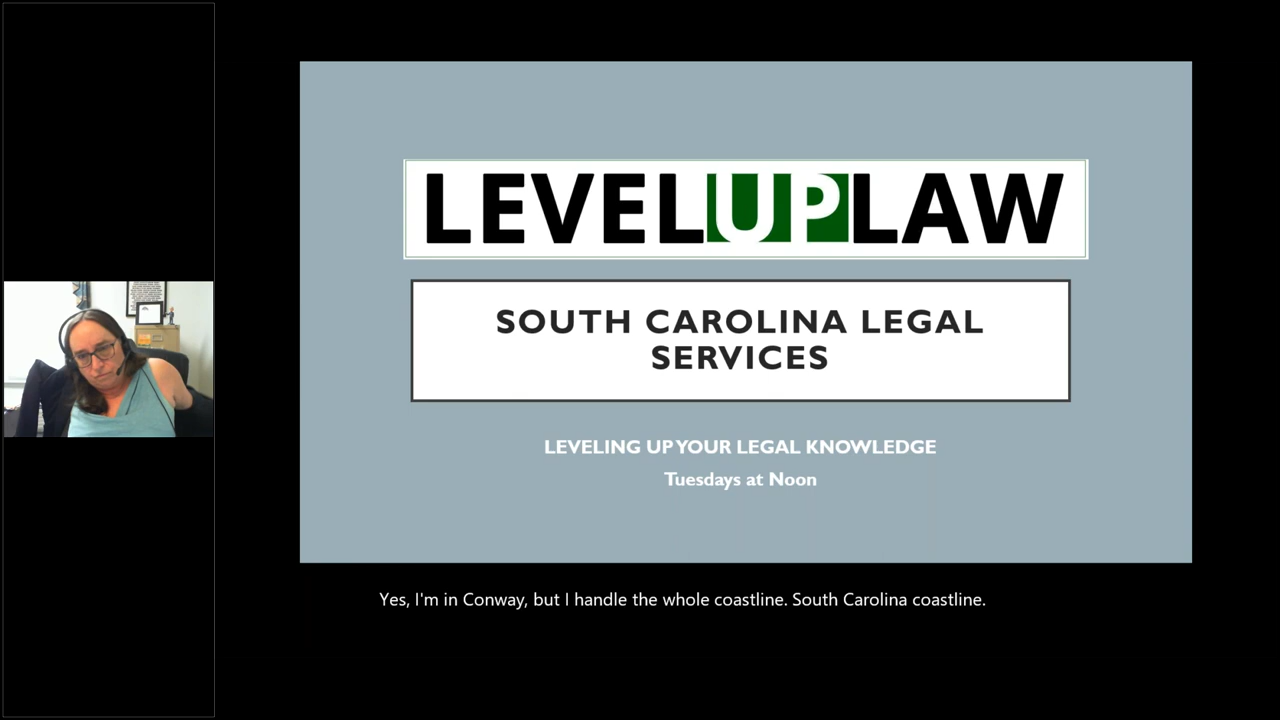 LEVELUPLAW
SOUTH CAROLINA LEGAL
SERVICES
LEVELING UP YOUR LEGAL KNOWLEDGE
Tuesdays at Noon
Yes, I'm in Conway, but I handle the whole coastline. South Carolina coastline.